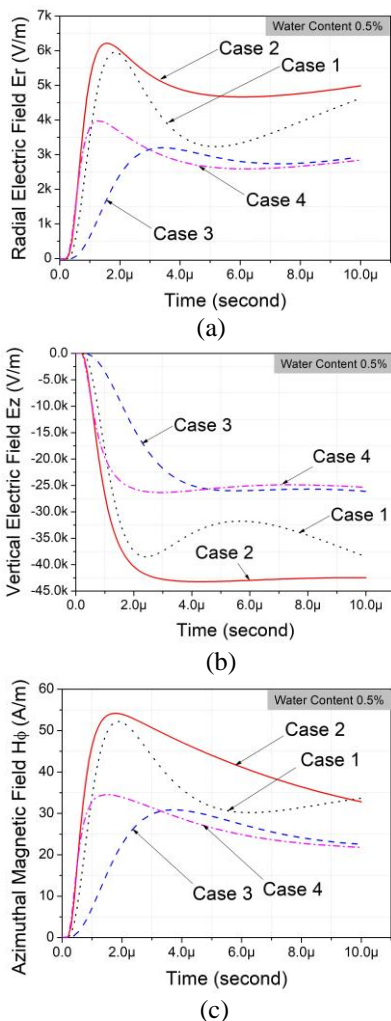 Radial Electric Field Er (V/m)
7k
6k
5k
4k
3k
2k
1k
0
Water Content 0.5%
Case 2
Case 1
Case 4
Case 3
0.0 2.0μ 4.0μ 6.0μ 8.0μ 10.0μ
Time (second)
(a)
Vertical Electric Field Ez (V/m)
0.0
-5.0k
-10.0k
-15.0k
-20.0k
-25.0k
-30.0k
-35.0k
-40.0k
-45.0k
Water Content 0.5%
Case 3
Case 4
Case 1
Case 2
0.0 2.0μ 4.0μ 6.0μ 8.0μ 10.0μ
Time (second)
(b)
Azimuthal Magnetic Field Hϕ (A/m)
60
50
40
30
20
10
0
Water Content 0.5%
Case 2
Case 1
Case 3
Case 4
0.0 2.0μ 4.0μ 6.0μ 8.0μ 10.0μ
Time (second)
(c)